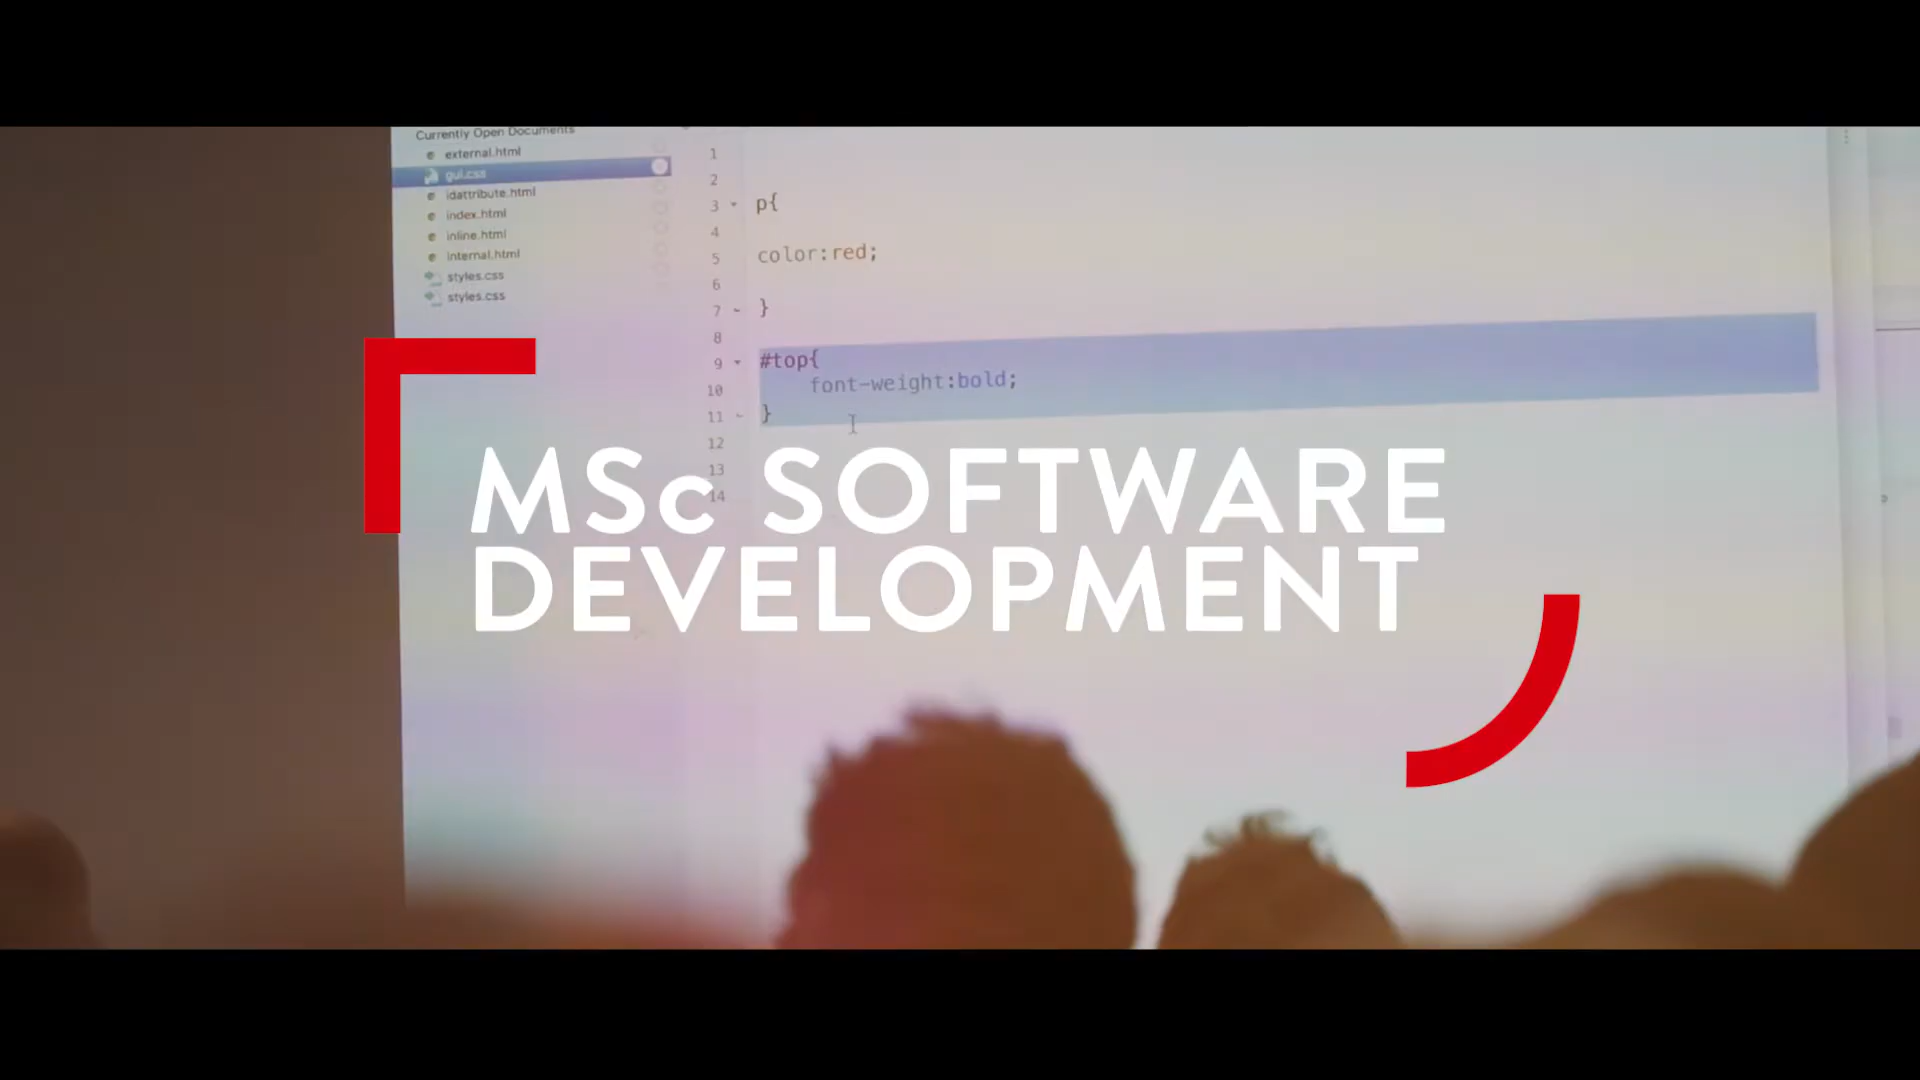 Currently Open Documents
external.html
gui.css
idattribute.html
index.html
inline.html
internal.html
styles.css
styles.css
1
2
3 p{
4
5 color:red;
6
7 }
8
9 #top{
10 font-weight:bold;
11 }
12
13
14
MSc SOFTWARE
DEVELOPMENT